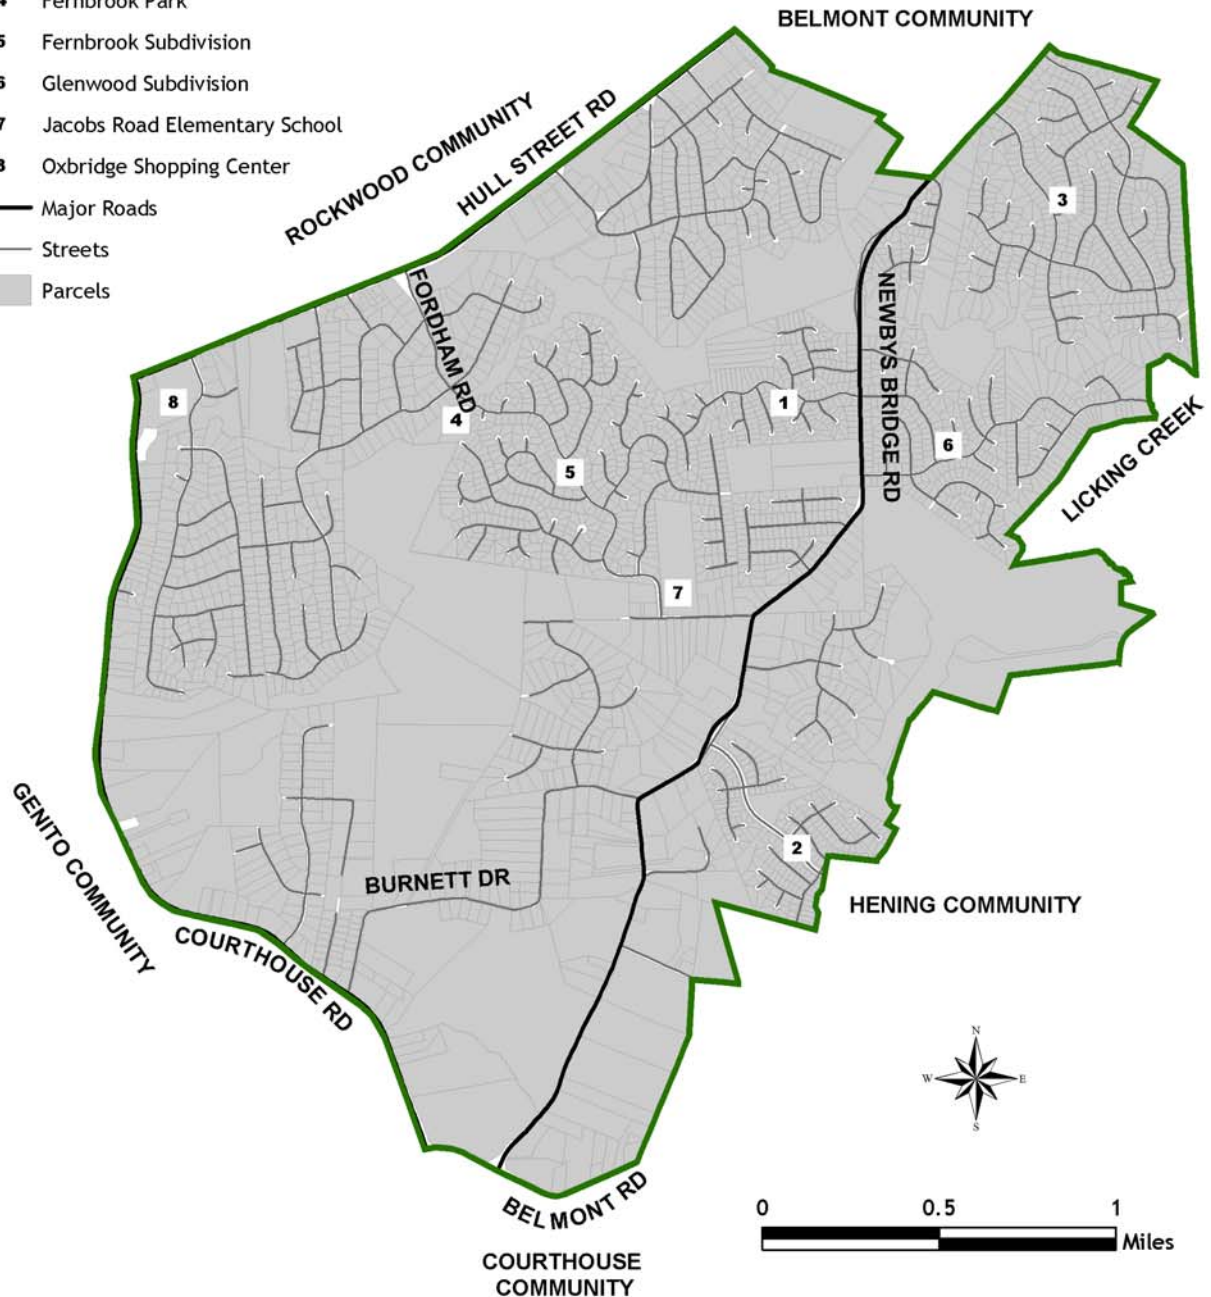 4 Fernbrook Park
5 Fernbrook Subdivision
6 Glenwood Subdivision
7 Jacobs Road Elementary School
8 Oxbridge Shopping Center
Major Roads
Streets
Parcels
BELMONT COMMUNITY
ROCKWOOD COMMUNITY
HULL STREET RD
3
FORDHAM RD
NEWBYS BRIDGE RD
8
4
1
6
5
LICKING CREEK
7
GENITO COMMUNITY
2
BURNETT DR
HENING COMMUNITY
COURTHOUSE RD
N
W
E
S
BELMONT RD
0 0.5 1
Miles
COURTHOUSE
COMMUNITY